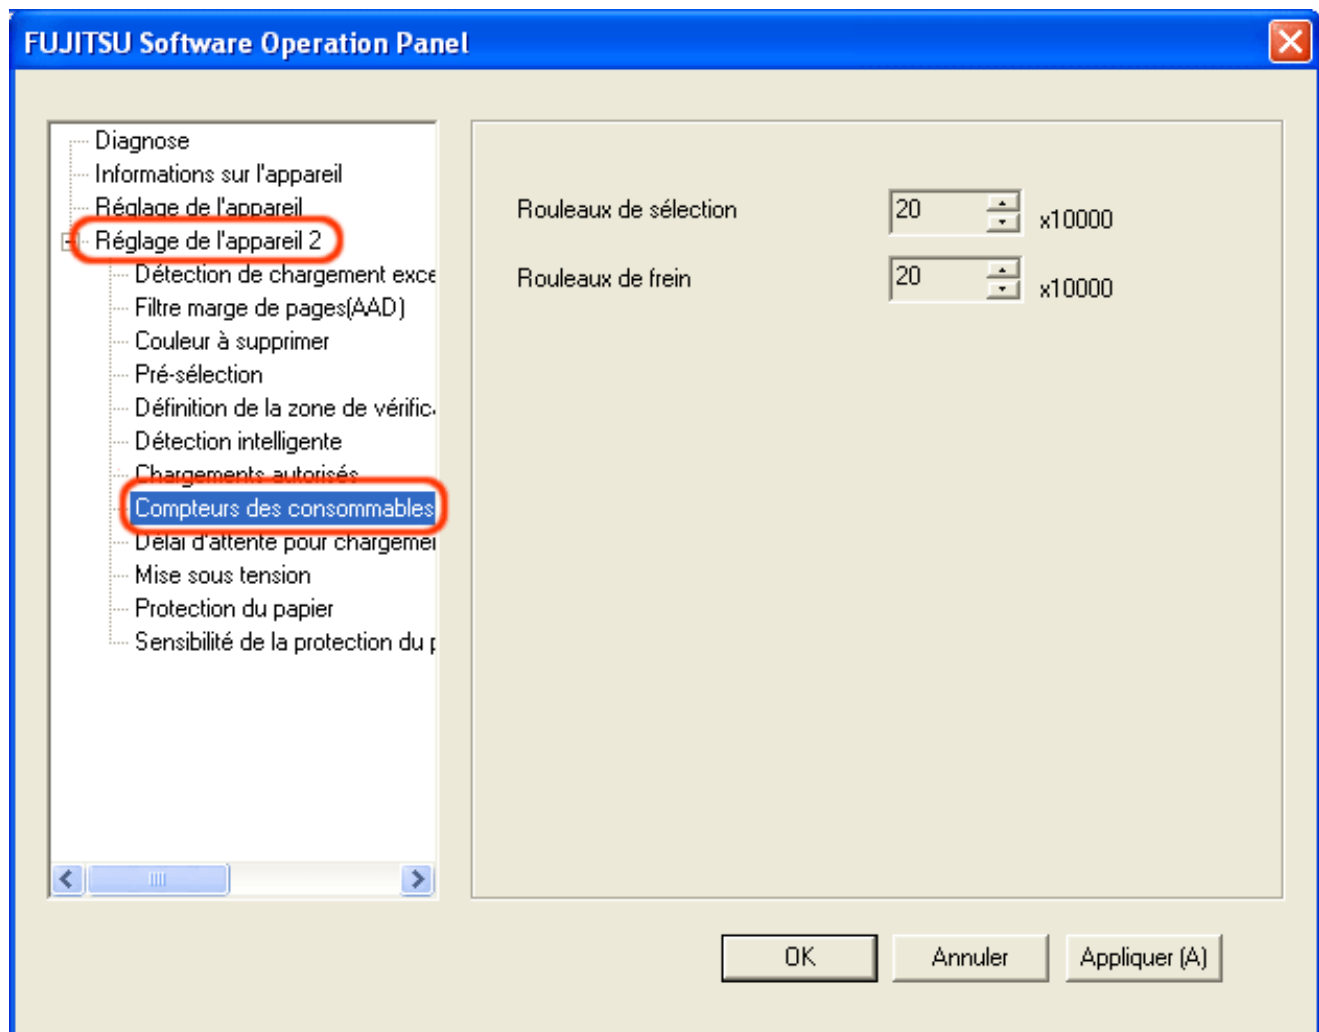 FUJITSU Software Operation Panel
Diagnose
Informations sur l'appareil
Réglage de l'appareil
Réglage de l'appareil 2
Détection de chargement exce
Filtre marge de pages(AAD)
Couleur à supprimer
Pré-sélection
Définition de la zone de vérific
Détection intelligente
Chargements autorisés
Compteurs des consommables
Délai d'attente pour chargemei
Mise sous tension
Protection du papier
Sensibilité de la protection du p
Rouleaux de sélection 20 x10000
Rouleaux de frein 20 x10000
OK Annuler Appliquer (A)